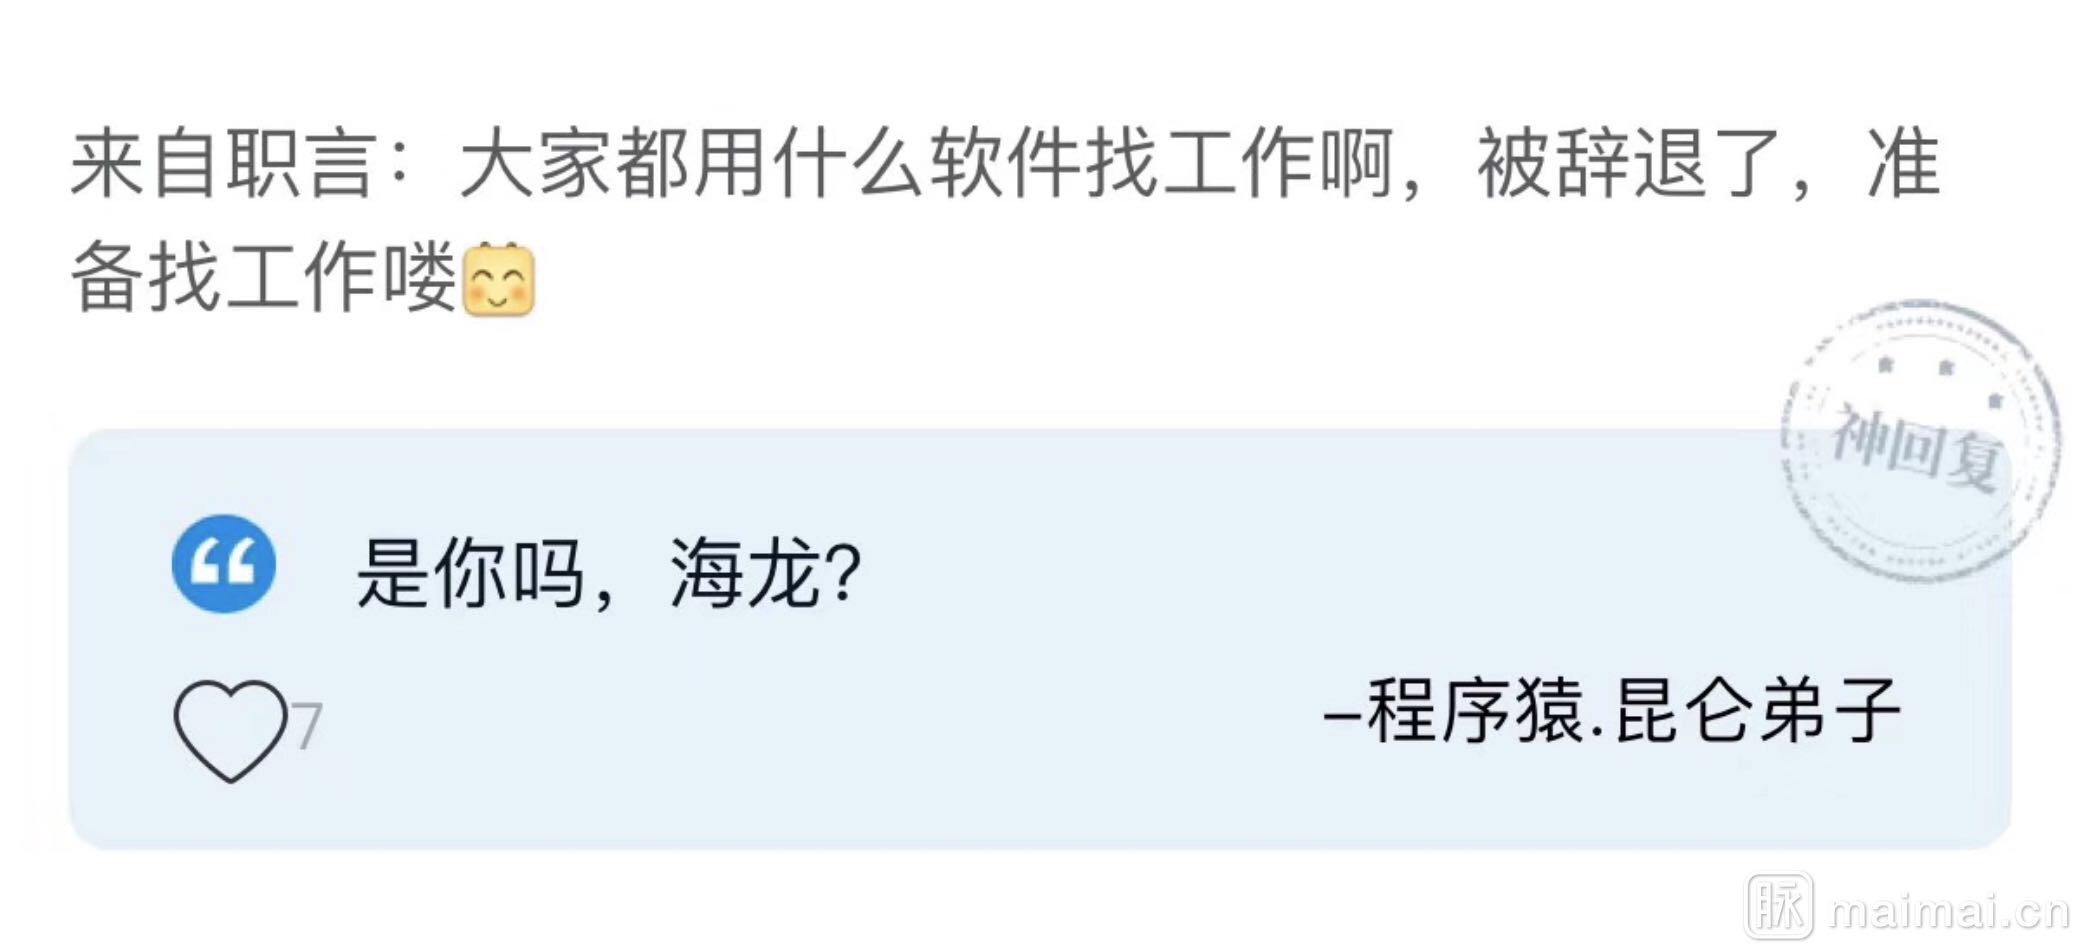 来自职言：大家都用什么软件找工作啊，被辞退了，准
备找工作喽
神回复
是你吗，海龙？
7
–程序猿.昆仑弟子
脉 maimai.cn